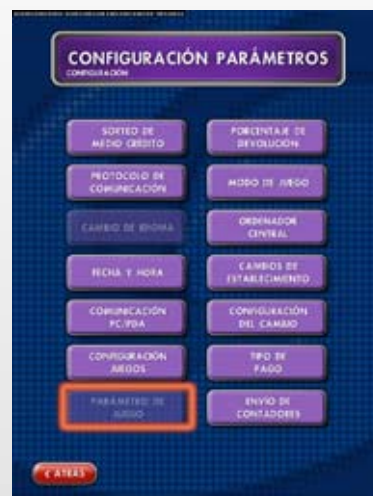 CONFIGURACIÓN PARÁMETROS
CONFIGURACIÓN
SORTEO DE
MEDIO CRÉDITO
PORCENTAJE DE
DEVOLUCIÓN
PROTOCOLO DE
COMUNICACIÓN
MODO DE JUEGO
CAMBIO DE IDIOMA
ORDENADOR
CENTRAL
FECHA Y HORA
CAMBIOS DE
ESTABLECIMIENTO
COMUNICACIÓN
PC/PDA
CONFIGURACIÓN
DEL CAMBIO
CONFIGURACIÓN
JUEGOS
TIPO DE
PAGO
PARÁMETRO DE
JUEGO
ENVÍO DE
CONTADORES
ATRÁS